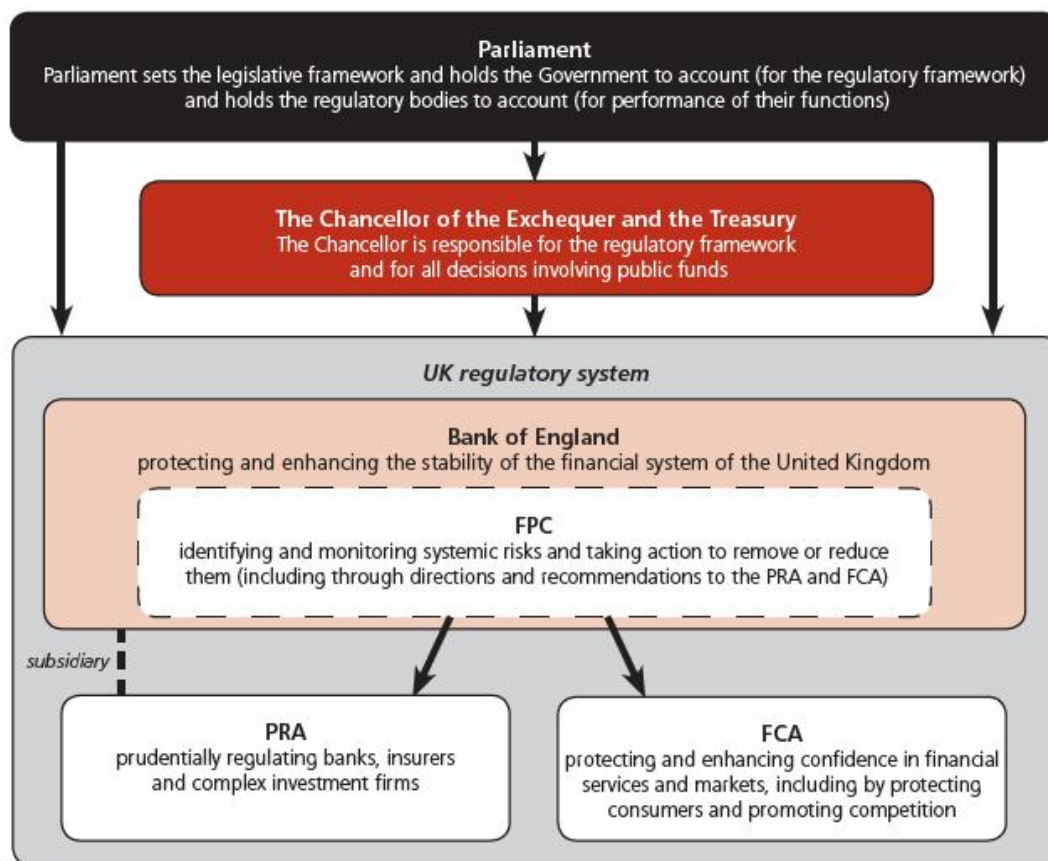 Parliament
Parliament sets the legislative framework and holds the Government to account (for the regulatory framework)
and holds the regulatory bodies to account (for performance of their functions)
The Chancellor of the Exchequer and the Treasury
The Chancellor is responsible for the regulatory framework
and for all decisions involving public funds
UK regulatory system
Bank of England
protecting and enhancing the stability of the financial system of the United Kingdom
FPC
identifying and monitoring systemic risks and taking action to remove or reduce
them (including through directions and recommendations to the PRA and FCA)
subsidiary
PRA
prudentially regulating banks, insurers
and complex investment firms
FCA
protecting and enhancing confidence in financial
services and markets, including by protecting
consumers and promoting competition